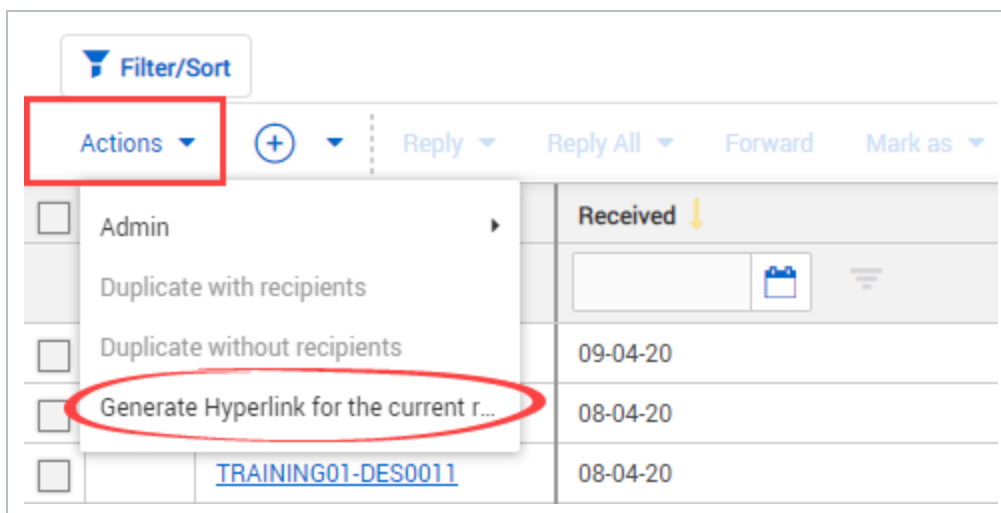 Filter/Sort
Actions Reply Reply All Forward Mark as
Admin
Duplicate with recipients
Duplicate without recipients
Generate Hyperlink for the current r...
TRAINING01-DES0011
Received
09-04-20
08-04-20
08-04-20